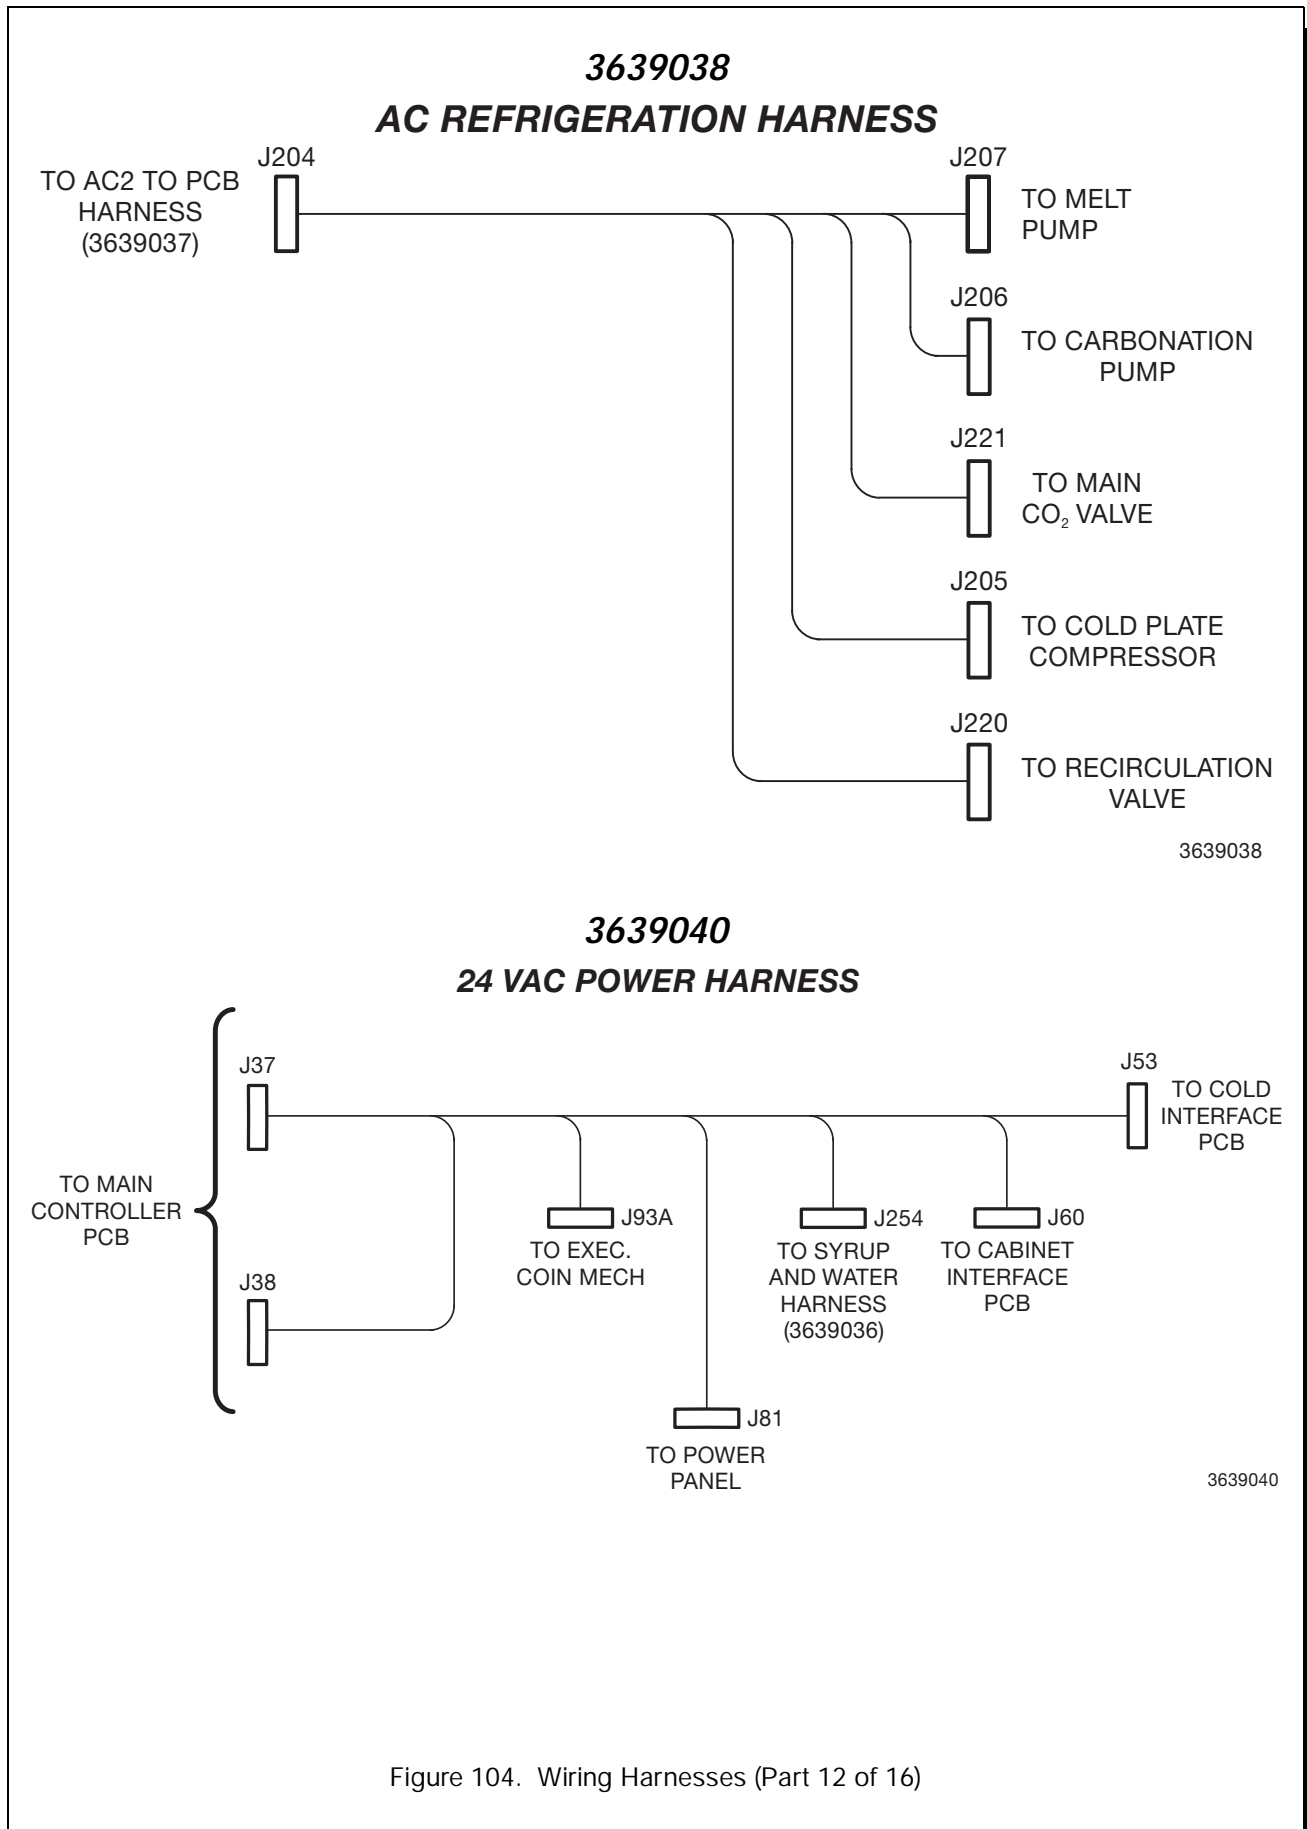 3639038
AC REFRIGERATION HARNESS
J204
TO AC2 TO PCB
HARNESS
(3639037)
J207
TO MELT
PUMP
J206
TO CARBONATION
PUMP
J221
TO MAIN
CO₂ VALVE
J205
TO COLD PLATE
COMPRESSOR
J220
TO RECIRCULATION
VALVE
3639038
3639040
24 VAC POWER HARNESS
J37
J53
TO COLD
INTERFACE
PCB
TO MAIN
CONTROLLER
PCB
J38
J93A
TO EXEC.
COIN MECH
J254
TO SYRUP
AND WATER
HARNESS
(3639036)
J60
TO CABINET
INTERFACE
PCB
J81
TO POWER
PANEL
3639040
Figure 104. Wiring Harnesses (Part 12 of 16)